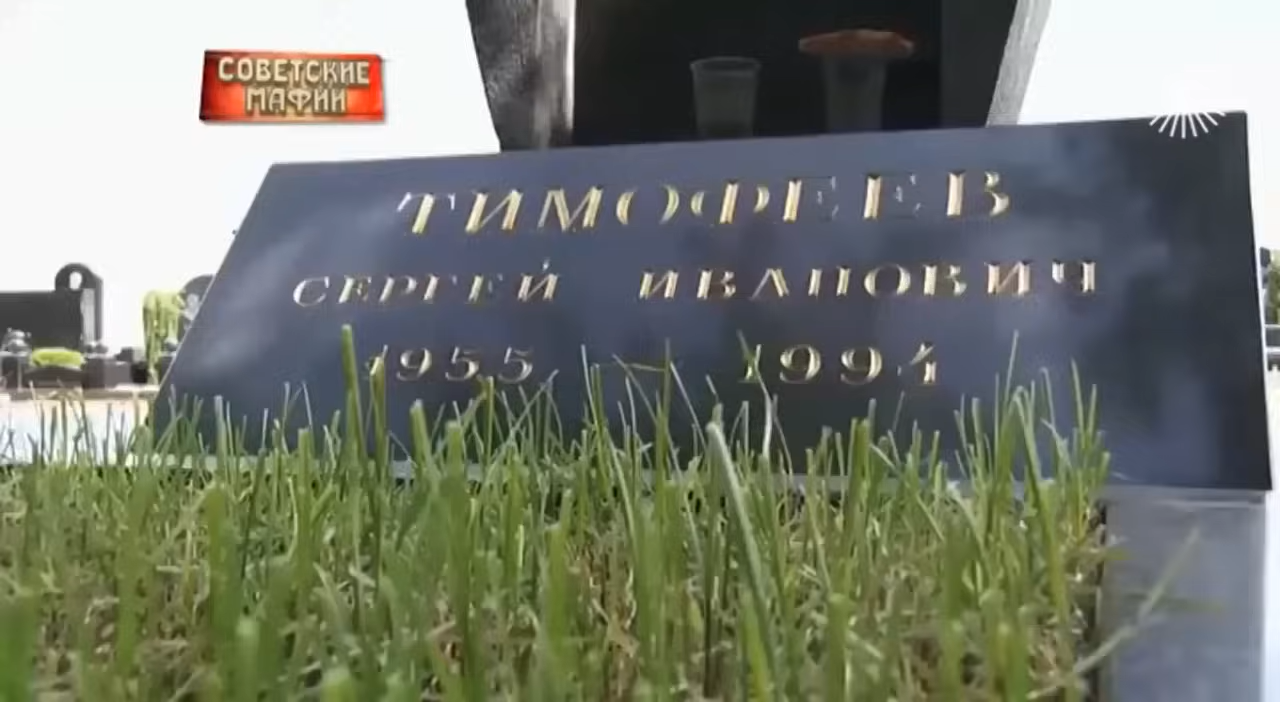 СОВЕТСКИЕ
МАФИИ
ТИМОФЕЕВ
СЕРГЕЙ ИВАНОВИЧ
1955 1994